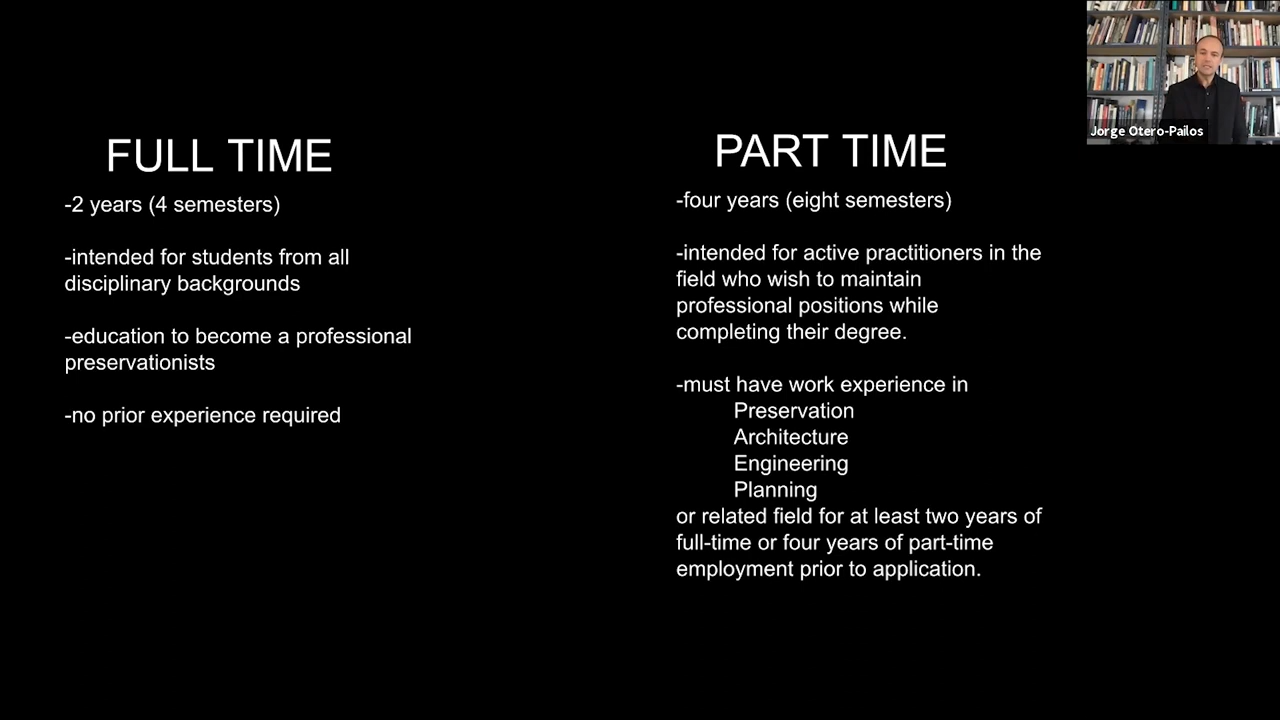 FULL TIME
-2 years (4 semesters)
-intended for students from all
disciplinary backgrounds
-education to become a professional
preservationists
-no prior experience required
PART TIME
-four years (eight semesters)
-intended for active practitioners in the
field who wish to maintain
professional positions while
completing their degree.
-must have work experience in
Preservation
Architecture
Engineering
Planning
or related field for at least two years of
full-time or four years of part-time
employment prior to application.
Jorge Otero-Pailos